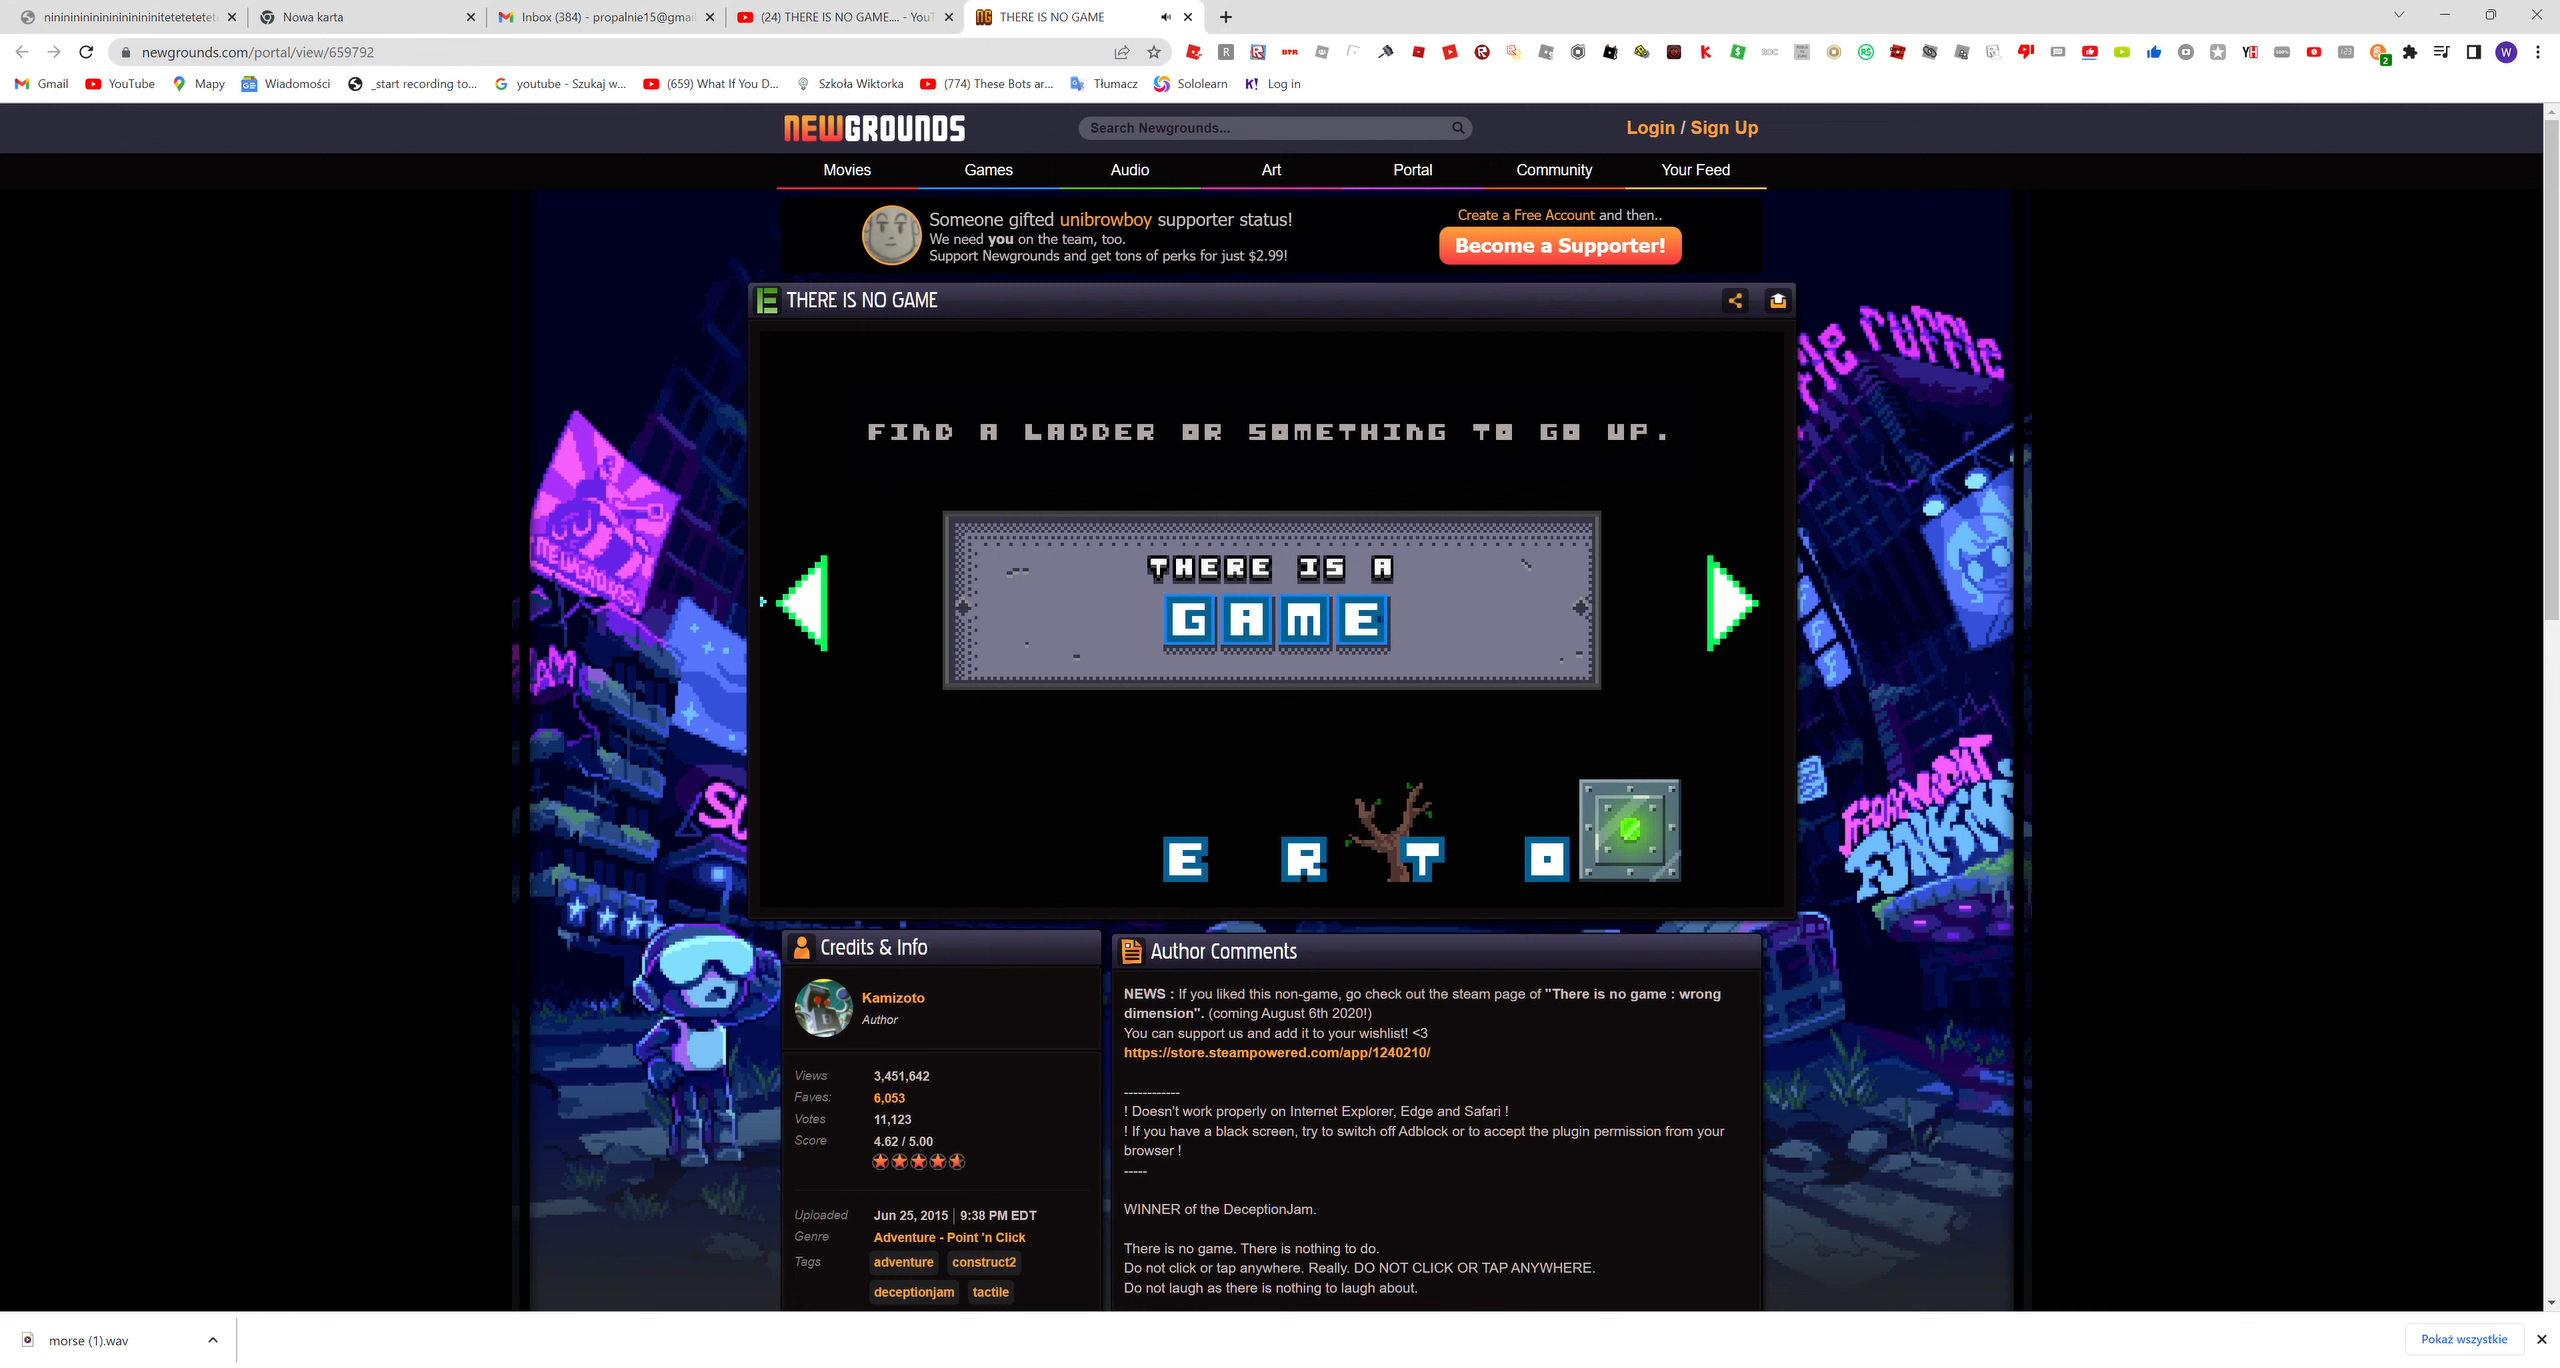 ninininininininininininitetetetetet
Nowa karta
Inbox (384) - propalnie15@gmai
(24) THERE IS NO GAME.... - YouT
THERE IS NO GAME
newgrounds.com/portal/view/659792
Gmail
YouTube
Mapy
Wiadomości
_start recording to...
youtube - Szukaj w...
(659) What If You D...
Szkoła Wiktorka
(774) These Bots ar...
Tłumacz
Sololearn
Log in
NEWGROUNDS
Search Newgrounds...
Login / Sign Up
Movies
Games
Audio
Art
Portal
Community
Your Feed
Someone gifted unibrowboy supporter status!
We need you on the team, too.
Support Newgrounds and get tons of perks for just $2.99!
Create a Free Account and then..
Become a Supporter!
E THERE IS NO GAME
FIND A LADDER OR SOMETHING TO GO UP.
THERE IS A
GAME
E R T O
Credits & Info
Kamizoto
Author
Views 3,451,642
Faves: 6,053
Votes 11,123
Score 4.62 / 5.00
Uploaded Jun 25, 2015 | 9:38 PM EDT
Genre Adventure - Point 'n Click
Tags adventure construct2
deceptionjam tactile
Author Comments
NEWS : If you liked this non-game, go check out the steam page of "There is no game : wrong
dimension". (coming August 6th 2020!)
You can support us and add it to your wishlist! <3
https://store.steampowered.com/app/1240210/
------------
! Doesn't work properly on Internet Explorer, Edge and Safari !
! If you have a black screen, try to switch off Adblock or to accept the plugin permission from your
browser !
-----
WINNER of the DeceptionJam.
There is no game. There is nothing to do.
Do not click or tap anywhere. Really. DO NOT CLICK OR TAP ANYWHERE.
Do not laugh as there is nothing to laugh about.
morse (1).wav
Pokaż wszystkie